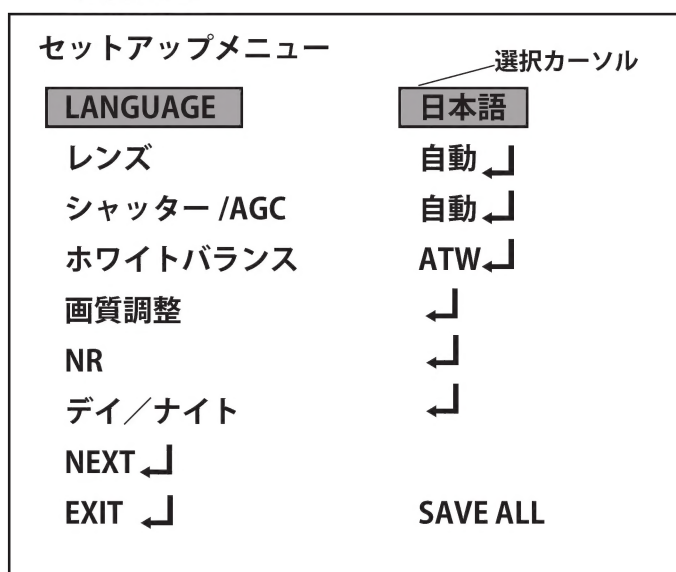 セットアップメニュー
選択カーソル
LANGUAGE 日本語
レンズ 自動↲
シャッター /AGC 自動↲
ホワイトバランス ATW↲
画質調整 ↲
NR ↲
デイ／ナイト ↲
NEXT ↲
EXIT ↲ SAVE ALL